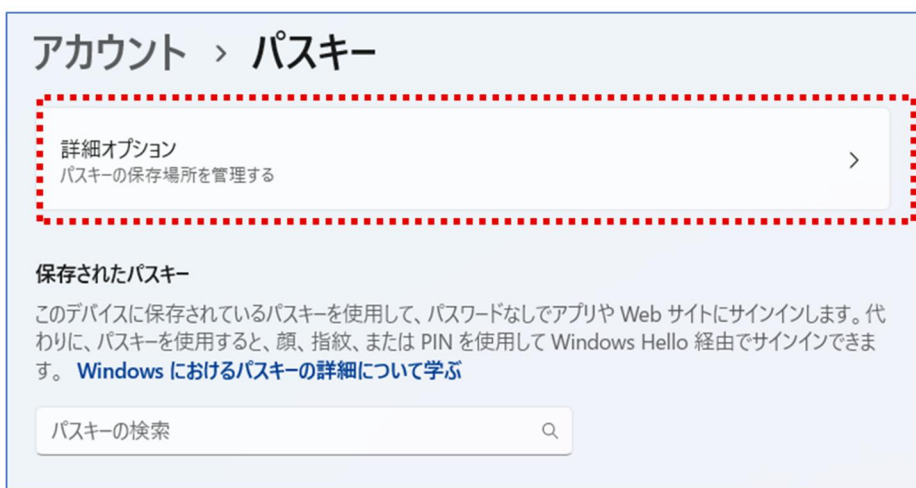 アカウント › パスキー
詳細オプション
パスキーの保存場所を管理する
保存されたパスキー
このデバイスに保存されているパスキーを使用して、パスワードなしでアプリや Web サイトにサインインします。代
わりに、パスキーを使用すると、顔、指紋、または PIN を使用して Windows Hello 経由でサインインできま
す。 Windows におけるパスキーの詳細について学ぶ
パスキーの検索